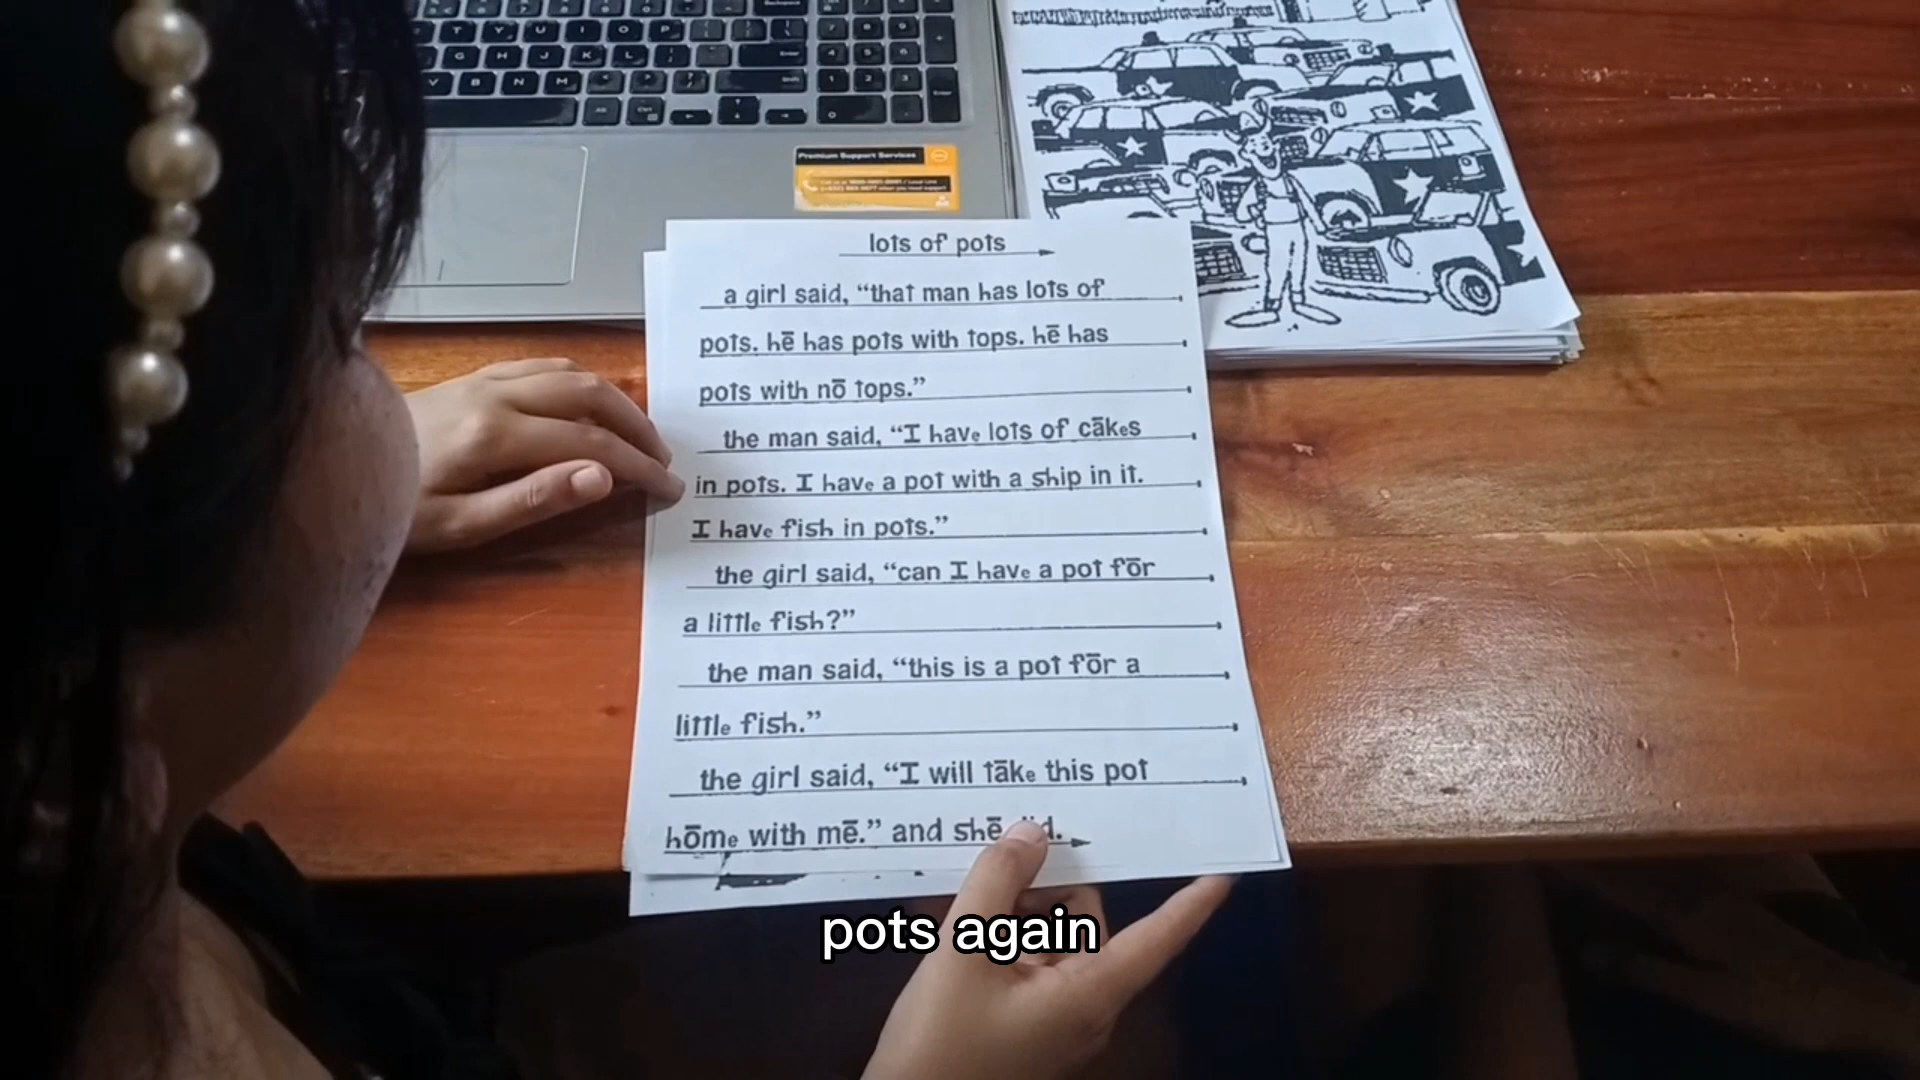 Premium Support Services
lots of pots
a girl said, “that man has lots of
pots. hē has pots with tops. hē has
pots with nō tops.”
the man said, “I have lots of cākes
in pots. I have a pot with a ship in it.
I have fish in pots.”
the girl said, “can I have a pot fōr
a little fish?”
the man said, “this is a pot fōr a
little fish.”
the girl said, “I will tāke this pot
hōme with mē.” and shē
pots again